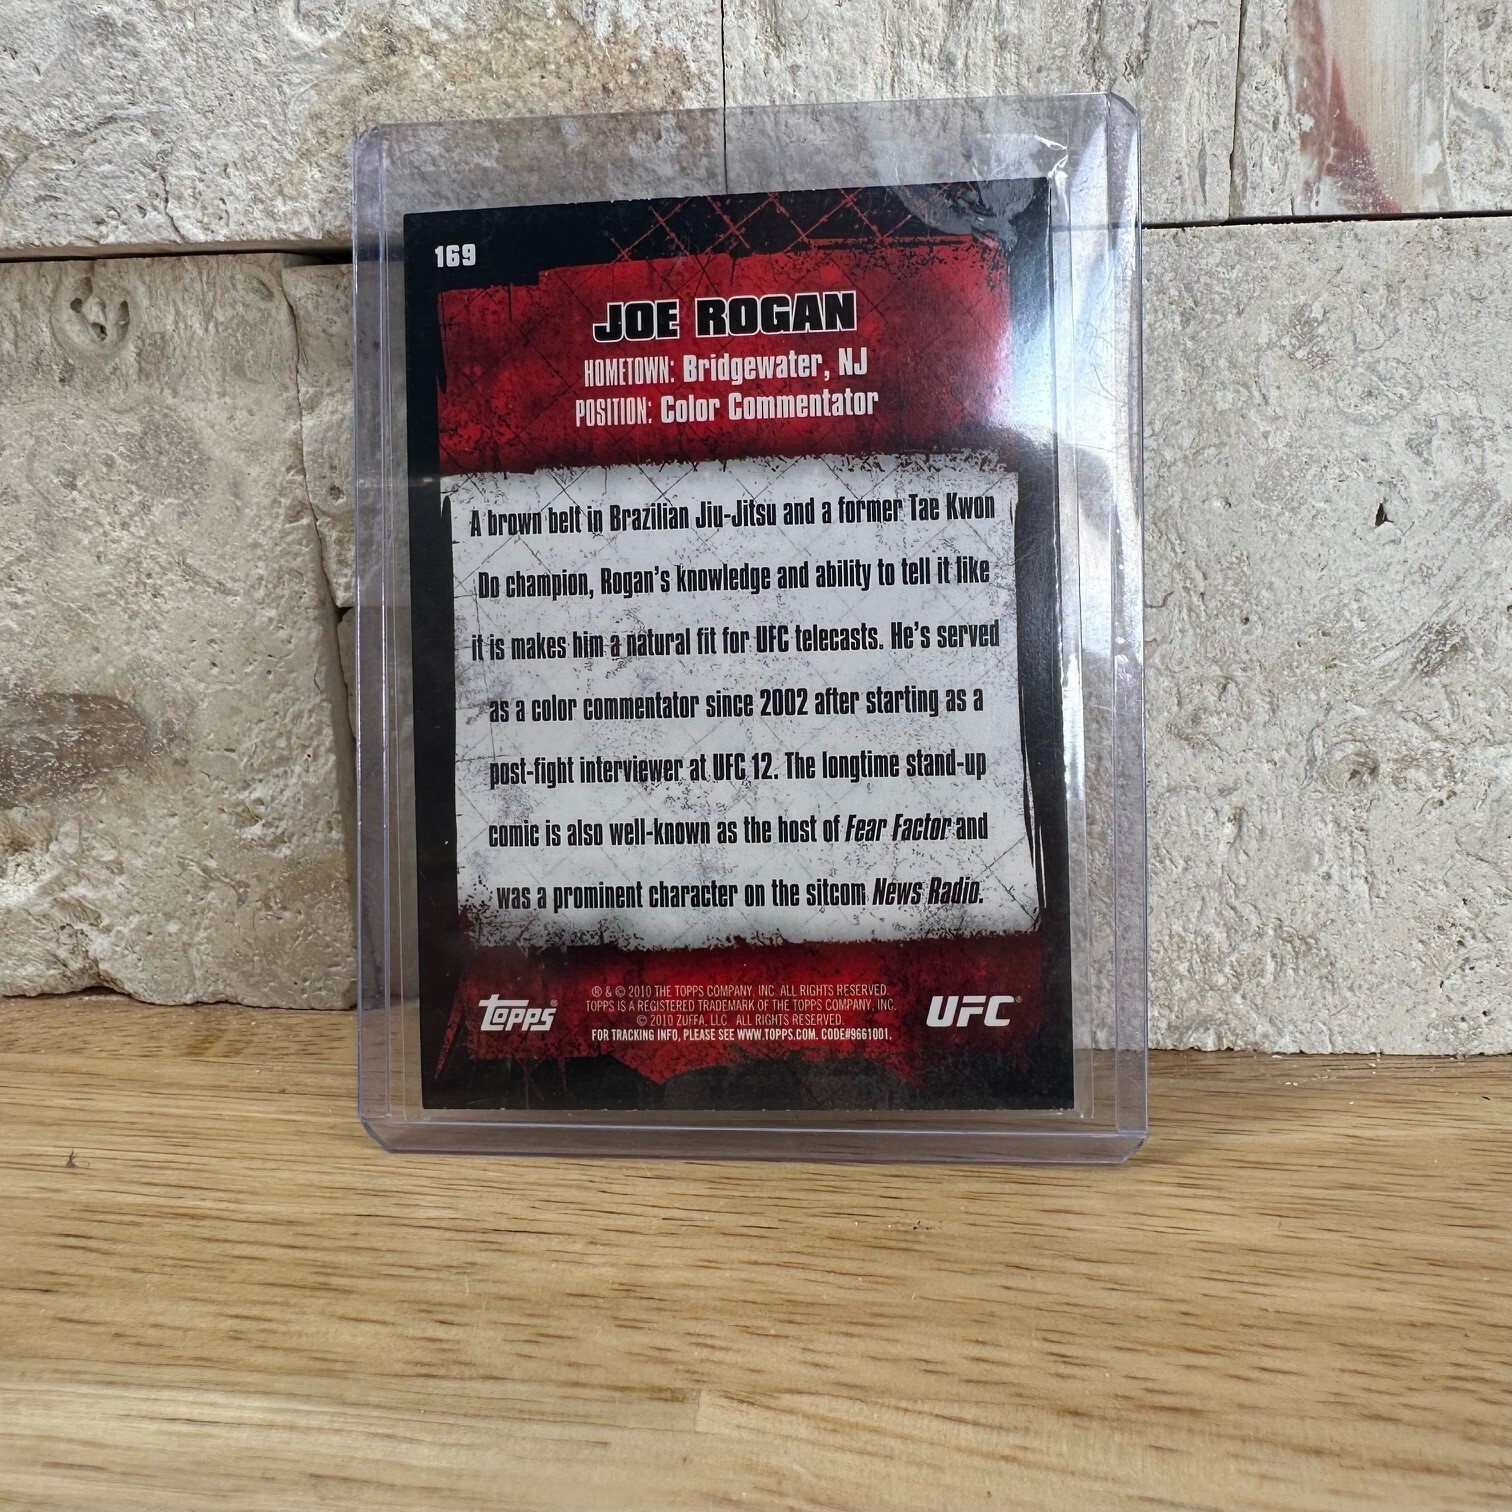 169
JOE ROGAN
HOMETOWN: Bridgewater, NJ
POSITION: Color Commentator
A brown belt in Brazilian Jiu-Jitsu and a former Tae Kwon
Do champion, Rogan's knowledge and ability to tell it like
it is makes him a natural fit for UFC telecasts. He's served
as a color commentator since 2002 after starting as a
post-fight interviewer at UFC 12. The longtime stand-up
comic is also well-known as the host of Fear Factor and
was a prominent character on the sitcom News Radio.
Topps®
® & © 2010 THE TOPPS COMPANY, INC. ALL RIGHTS RESERVED.
TOPPS IS A REGISTERED TRADEMARK OF THE TOPPS COMPANY, INC.
© 2010 ZUFFA, LLC. ALL RIGHTS RESERVED.
FOR TRACKING INFO, PLEASE SEE WWW.TOPPS.COM. CODE#9661001.
UFC®